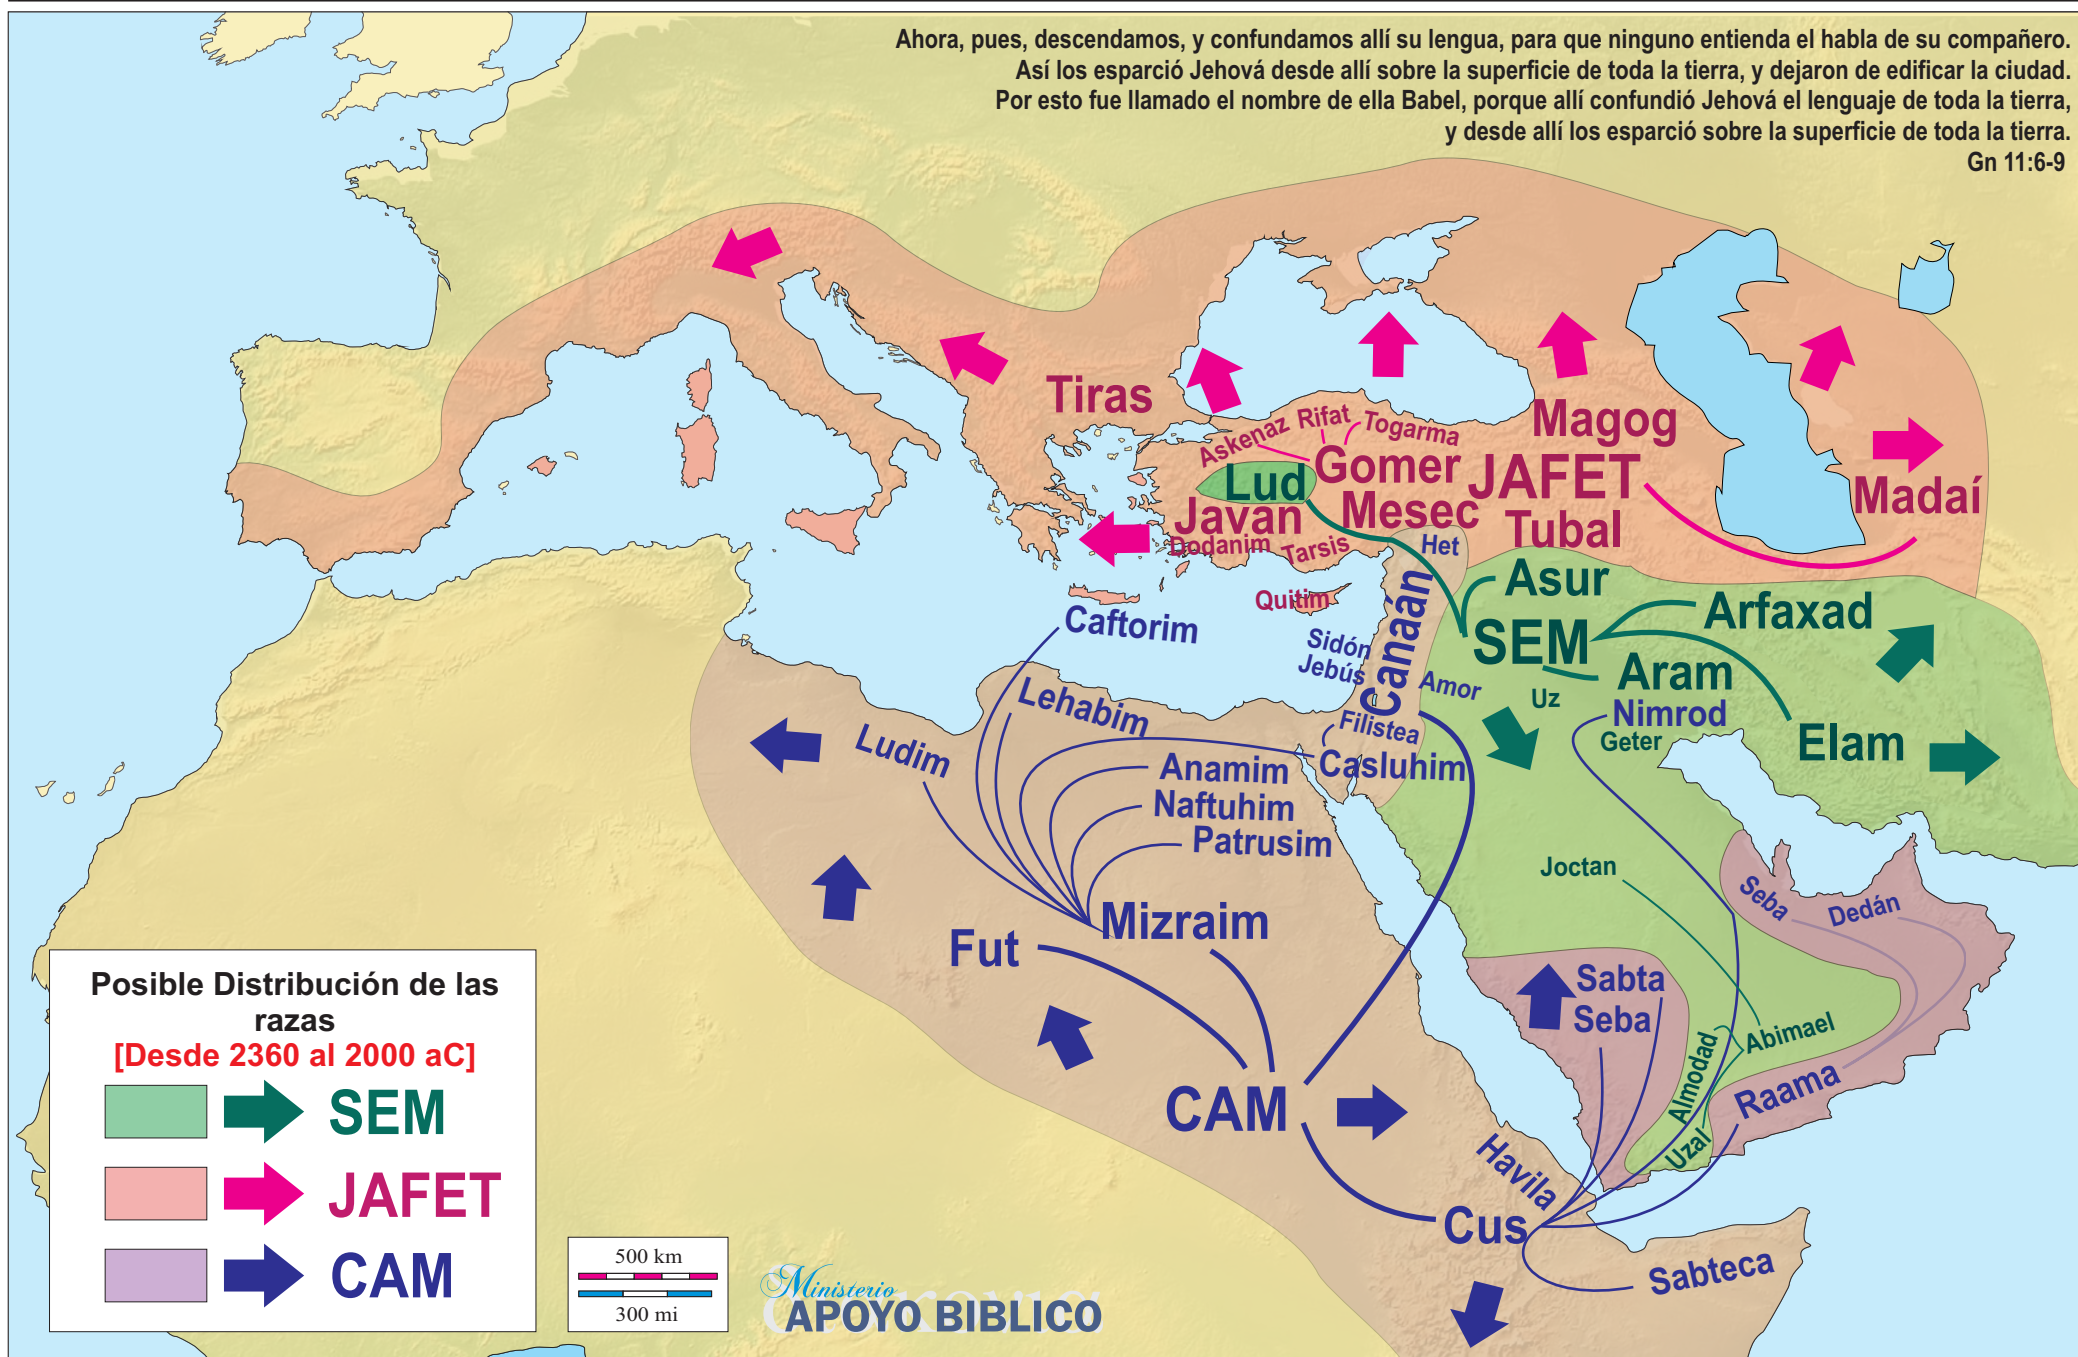 Ahora, pues, descendamos, y confundamos allí su lengua, para que ninguno entienda el habla de su compañero.
Así los esparció Jehová desde allí sobre la superficie de toda la tierra, y dejaron de edificar la ciudad.
Por esto fue llamado el nombre de ella Babel, porque allí confundió Jehová el lenguaje de toda la tierra,
y desde allí los esparció sobre la superficie de toda la tierra.
Gn 11:6-9
Tiras
Askenaz
Rifat
Togarma
Magog
Lud
Gomer
JAFET
Madaí
Javán
Mesec
Tubal
Dodanim
Tarsis
Het
Quitim
Asur
Arfaxad
Caftorim
Sidón
Jebús
Canaán
SEM
Amor
Aram
Uz
Nimrod
Geter
Elam
Lehabim
Ludim
Filistea
Casluhim
Anamim
Naftuhim
Patrusim
Joctan
Seba
Dedán
Mizraim
Fut
Sabta
Seba
Abimael
Almodad
Raama
Uzal
CAM
Havila
Cus
Sabteca
Posible Distribución de las
razas
[Desde 2360 al 2000 aC]
SEM
JAFET
CAM
500 km
300 mi
Ministerio
APOYO BIBLICO